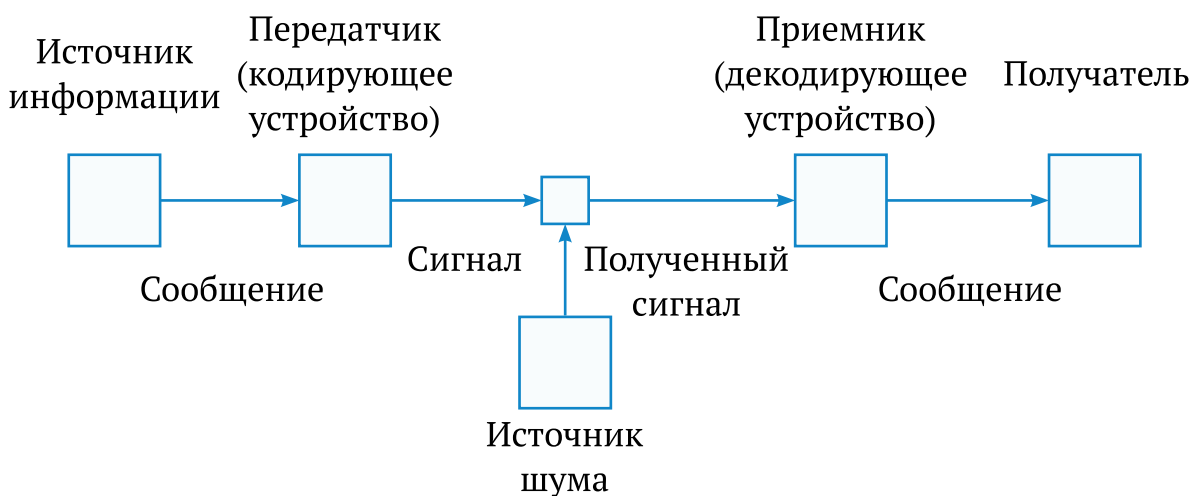 Источник
информации
Передатчик
(кодирующее
устройство)
Приемник
(декодирующее
устройство)
Получатель
Сообщение
Сигнал
Полученный
сигнал
Сообщение
Источник
шума